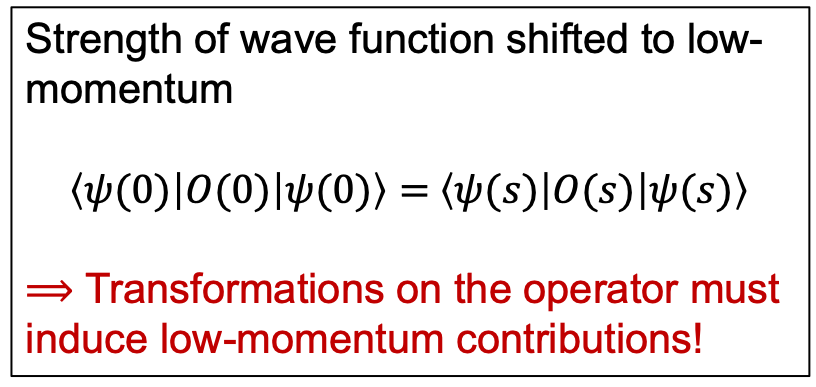 Strength of wave function shifted to low-
momentum
⟨𝜓(0)|𝑂(0)|𝜓(0)⟩ = ⟨𝜓(𝑠)|𝑂(𝑠)|𝜓(𝑠)⟩
⟹ Transformations on the operator must
induce low-momentum contributions!